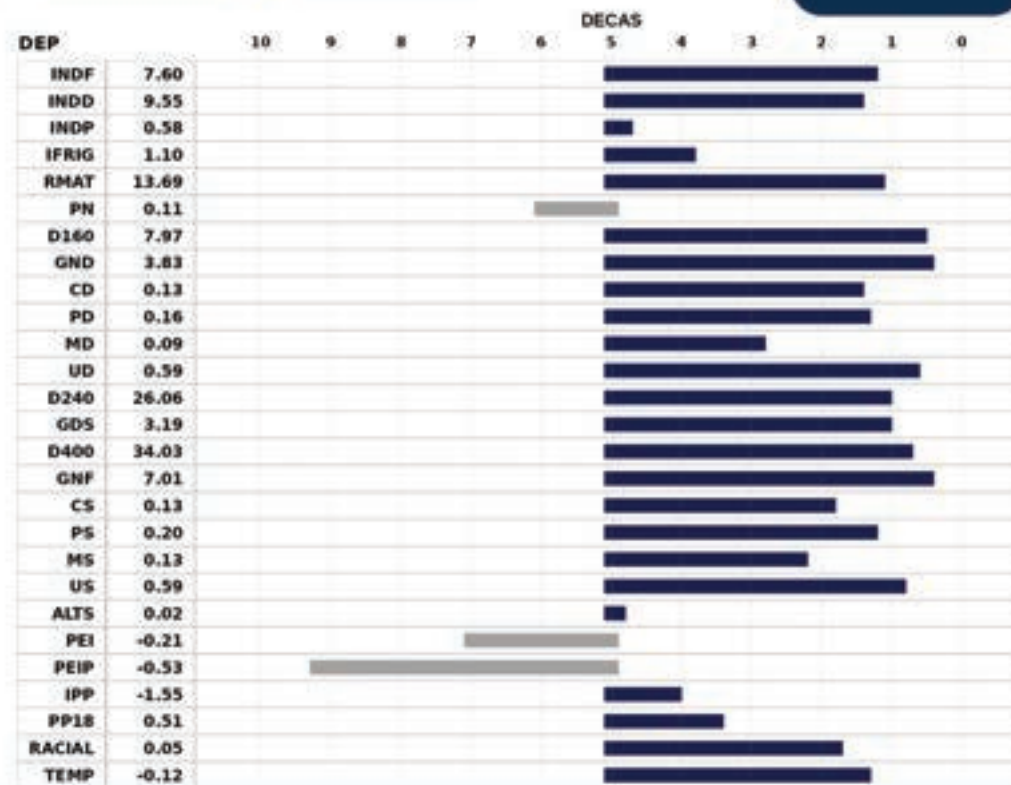 DECAS
DEP 10 9 8 7 6 5 4 3 2 1 0
INDF 7.60
INDD 9.55
INDP 0.58
IFRIG 1.10
RMAT 13.69
PN 0.11
D160 7.97
GND 3.83
CD 0.13
PD 0.16
MD 0.09
UD 0.59
D240 26.06
GDS 3.19
D400 34.03
GNF 7.01
CS 0.13
PS 0.20
MS 0.13
US 0.59
ALTS 0.02
PEI -0.21
PEIP -0.53
IPP -1.55
PP18 0.51
RACIAL 0.05
TEMP -0.12